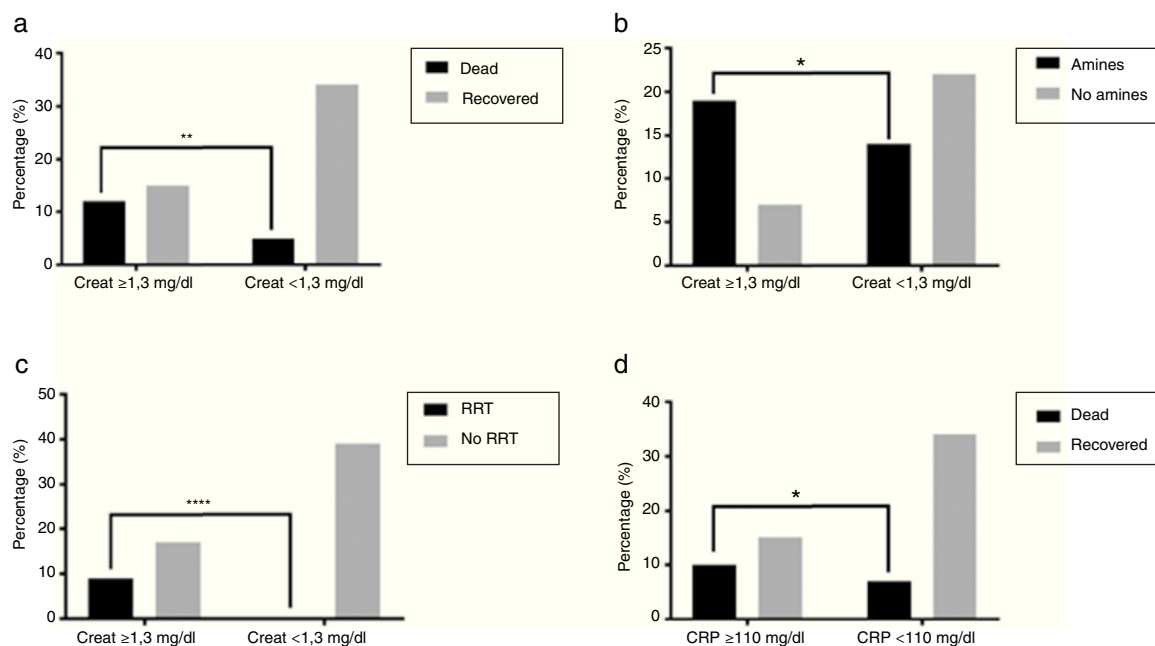 a
40
30
20
10
0
Percentage (%)
**
Dead
Recovered
Creat ≥1,3 mg/dl Creat <1,3 mg/dl
b
25
20
15
10
5
0
Percentage (%)
*
Amines
No amines
Creat ≥1,3 mg/dl Creat <1,3 mg/dl
c
50
40
30
20
10
0
Percentage (%)
****
RRT
No RRT
Creat ≥1,3 mg/dl Creat <1,3 mg/dl
d
40
30
20
10
0
Percentage (%)
*
Dead
Recovered
CRP ≥110 mg/dl CRP <110 mg/dl